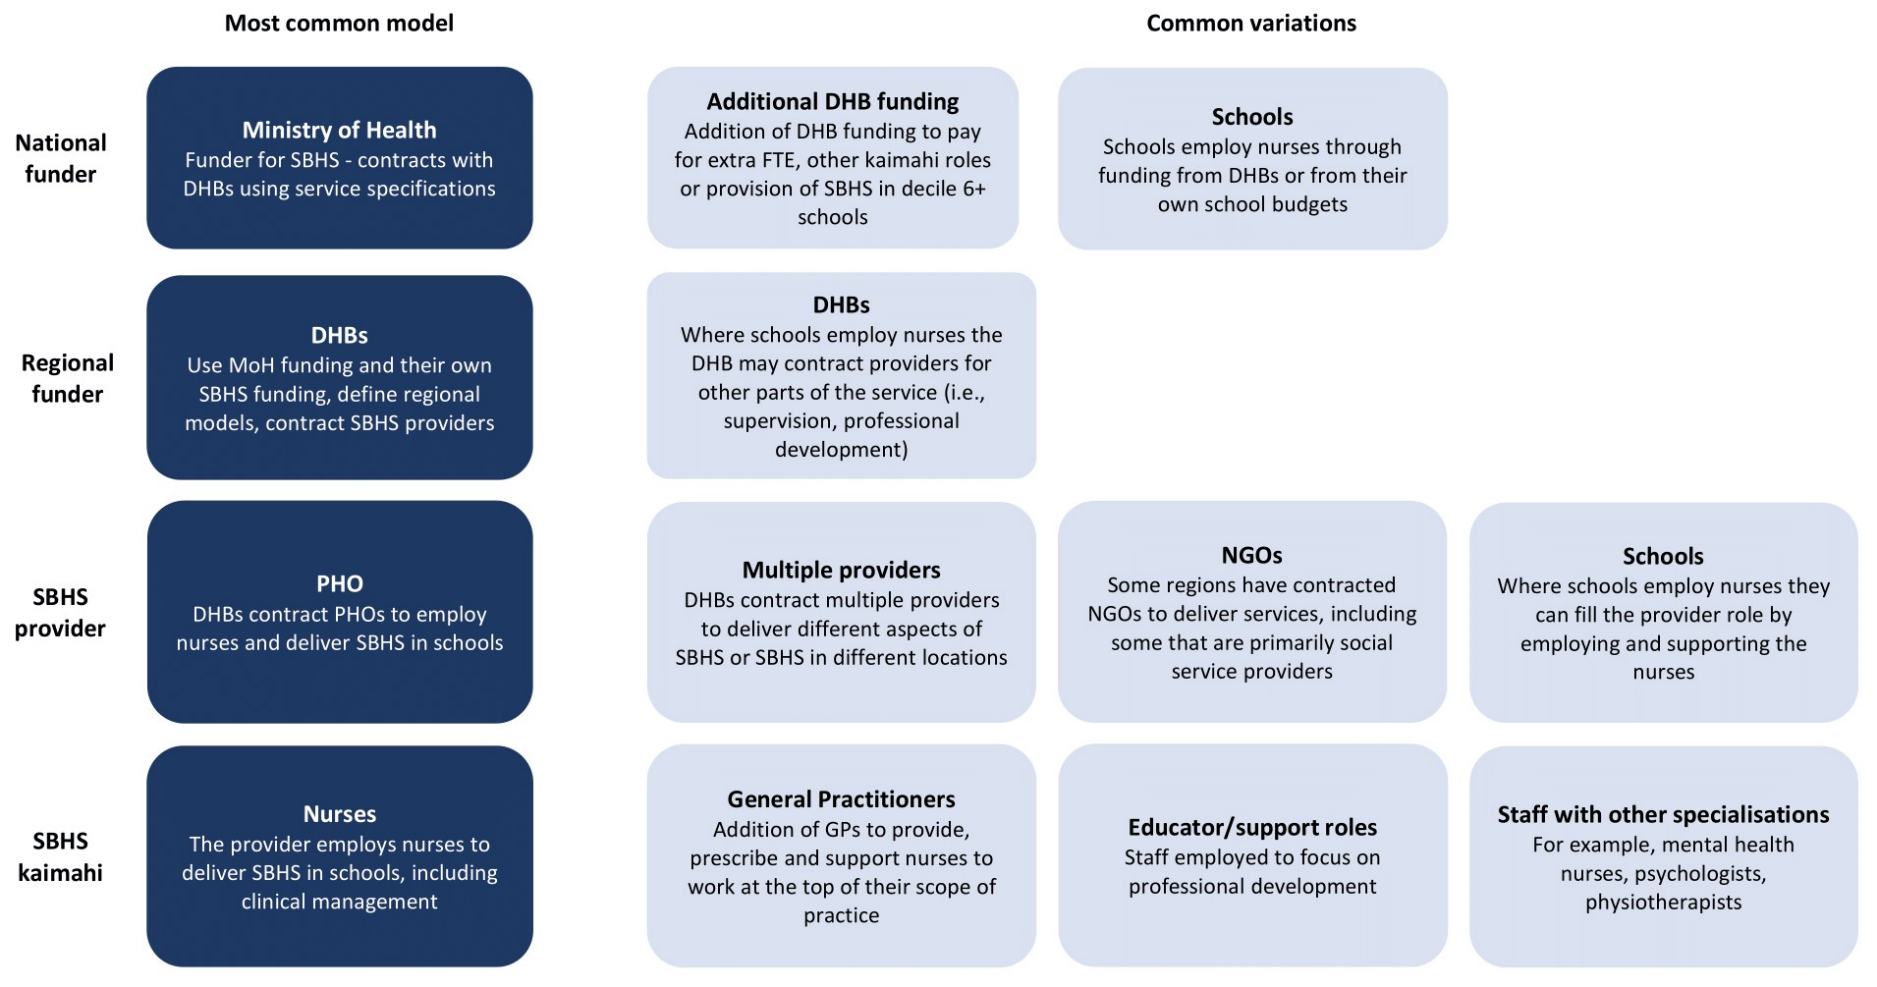 Most common model
Common variations
National
funder
Ministry of Health
Funder for SBHS - contracts with
DHBs using service specifications
Additional DHB funding
Addition of DHB funding to pay
for extra FTE, other kaimahi roles
or provision of SBHS in decile 6+
schools
Schools
Schools employ nurses through
funding from DHBs or from their
own school budgets
Regional
funder
DHBs
Use MoH funding and their own
SBHS funding, define regional
models, contract SBHS providers
DHBs
Where schools employ nurses the
DHB may contract providers for
other parts of the service (i.e.,
supervision, professional
development)
SBHS
provider
PHO
DHBs contract PHOs to employ
nurses and deliver SBHS in schools
Multiple providers
DHBs contract multiple providers
to deliver different aspects of
SBHS or SBHS in different locations
NGOs
Some regions have contracted
NGOs to deliver services, including
some that are primarily social
service providers
Schools
Where schools employ nurses they
can fill the provider role by
employing and supporting the
nurses
SBHS
kaimahi
Nurses
The provider employs nurses to
deliver SBHS in schools, including
clinical management
General Practitioners
Addition of GPs to provide,
prescribe and support nurses to
work at the top of their scope of
practice
Educator/support roles
Staff employed to focus on
professional development
Staff with other specialisations
For example, mental health
nurses, psychologists,
physiotherapists